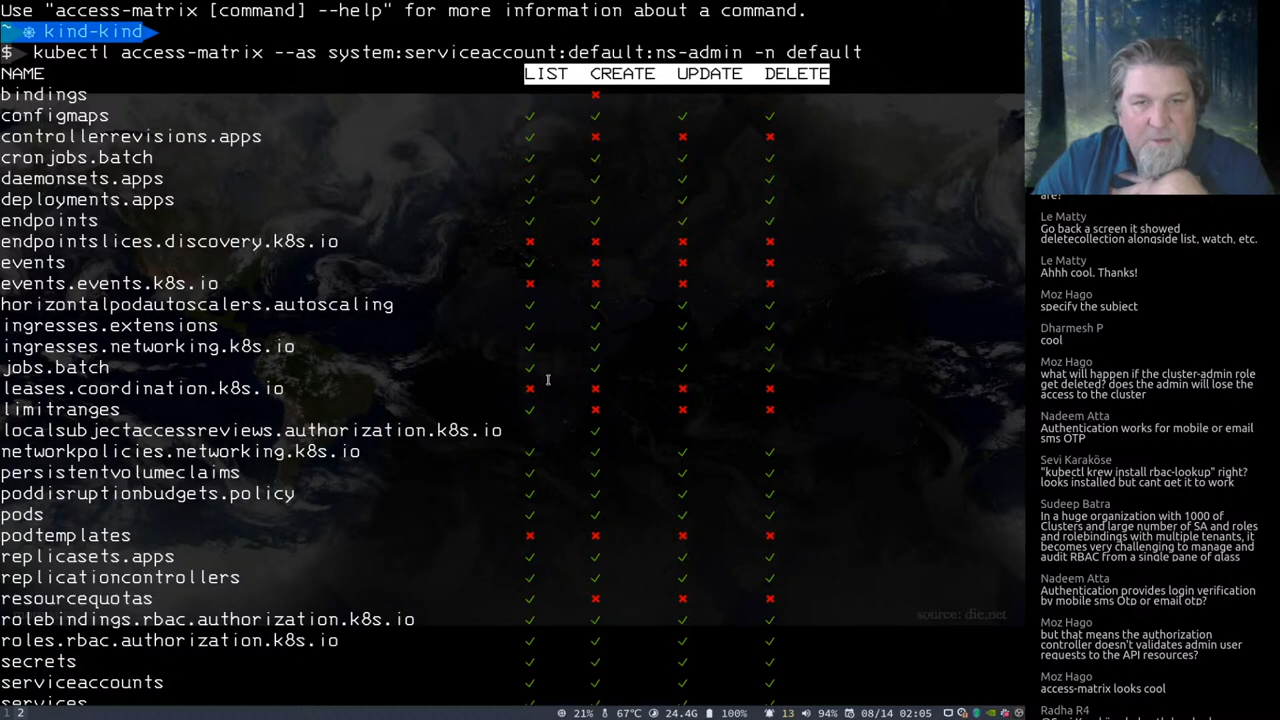 Use "access-matrix [command] --help" for more information about a command.
~ ⎈ kind-kind
$ kubectl access-matrix --as system:serviceaccount:default:ns-admin -n default
NAME LIST CREATE UPDATE DELETE
bindings ✖
configmaps ✓ ✓ ✓ ✓
controllerrevisions.apps ✓ ✖ ✖ ✖
cronjobs.batch ✓ ✓ ✓ ✓
daemonsets.apps ✓ ✓ ✓ ✓
deployments.apps ✓ ✓ ✓ ✓
endpoints ✓ ✓ ✓ ✓
endpointslices.discovery.k8s.io ✖ ✖ ✖ ✖
events ✓ ✖ ✖ ✖
events.events.k8s.io ✖ ✖ ✖ ✖
horizontalpodautoscalers.autoscaling ✓ ✓ ✓ ✓
ingresses.extensions ✓ ✓ ✓ ✓
ingresses.networking.k8s.io ✓ ✓ ✓ ✓
jobs.batch ✓ ✓ ✓ ✓
leases.coordination.k8s.io ✖ ✖ ✖ ✖
limitranges ✓ ✖ ✖ ✖
localsubjectaccessreviews.authorization.k8s.io ✓
networkpolicies.networking.k8s.io ✓ ✓ ✓ ✓
persistentvolumeclaims ✓ ✓ ✓ ✓
poddisruptionbudgets.policy ✓ ✓ ✓ ✓
pods ✓ ✓ ✓ ✓
podtemplates ✖ ✖ ✖ ✖
replicasets.apps ✓ ✓ ✓ ✓
replicationcontrollers ✓ ✓ ✓ ✓
resourcequotas ✓ ✖ ✖ ✖
rolebindings.rbac.authorization.k8s.io ✓ ✓ ✓ ✓
roles.rbac.authorization.k8s.io ✓ ✓ ✓ ✓
secrets ✓ ✓ ✓ ✓
serviceaccounts ✓ ✓ ✓ ✓
services ✓ ✓ ✓ ✓
source: die.net
1 2
21% 67°C 24.4G 100% 13 94% 08/14 02:05
are?
Le Matty
Go back a screen it showed
deletecollection alongside list, watch, etc.
Le Matty
Ahhh cool. Thanks!
Moz Hago
specify the subject
Dharmesh P
cool
Moz Hago
what will happen if the cluster-admin role
get deleted? does the admin will lose the
access to the cluster
Nadeem Atta
Authentication works for mobile or email
sms OTP
Sevi Karaköse
"kubectl krew install rbac-lookup" right?
looks installed but cant get it to work
Sudeep Batra
In a huge organization with 1000 of
Clusters and large number of SA and roles
and rolebindings with multiple tenants, it
becomes very challenging to manage and
audit RBAC from a single pane of glass
Nadeem Atta
Authentication provides login verification
by mobile sms Otp or email otp?
Moz Hago
but that means the authorization
controller doesn't validates admin user
requests to the API resources?
Moz Hago
access-matrix looks cool
Radha R4